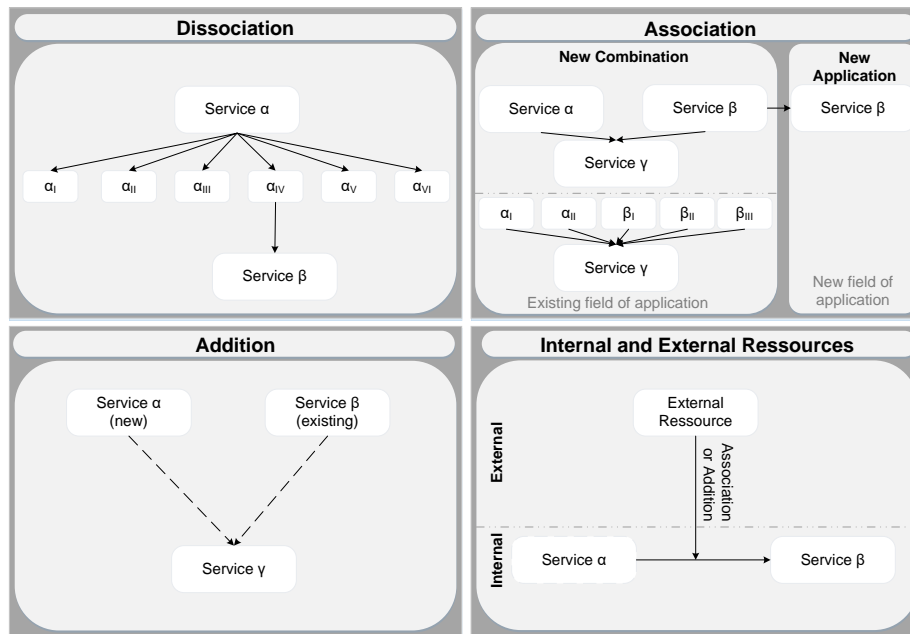 Dissociation
Service α
αI
αII
αIII
αIV
αV
αVI
Service β
Association
New Combination
New
Application
Service α
Service β
Service β
Service γ
αI
αII
βI
βII
βIII
Service γ
Existing field of application
New field of
application
Addition
Service α
(new)
Service β
(existing)
Service γ
Internal and External Ressources
External
External
Ressource
Association
or Addition
Internal
Service α
Service β